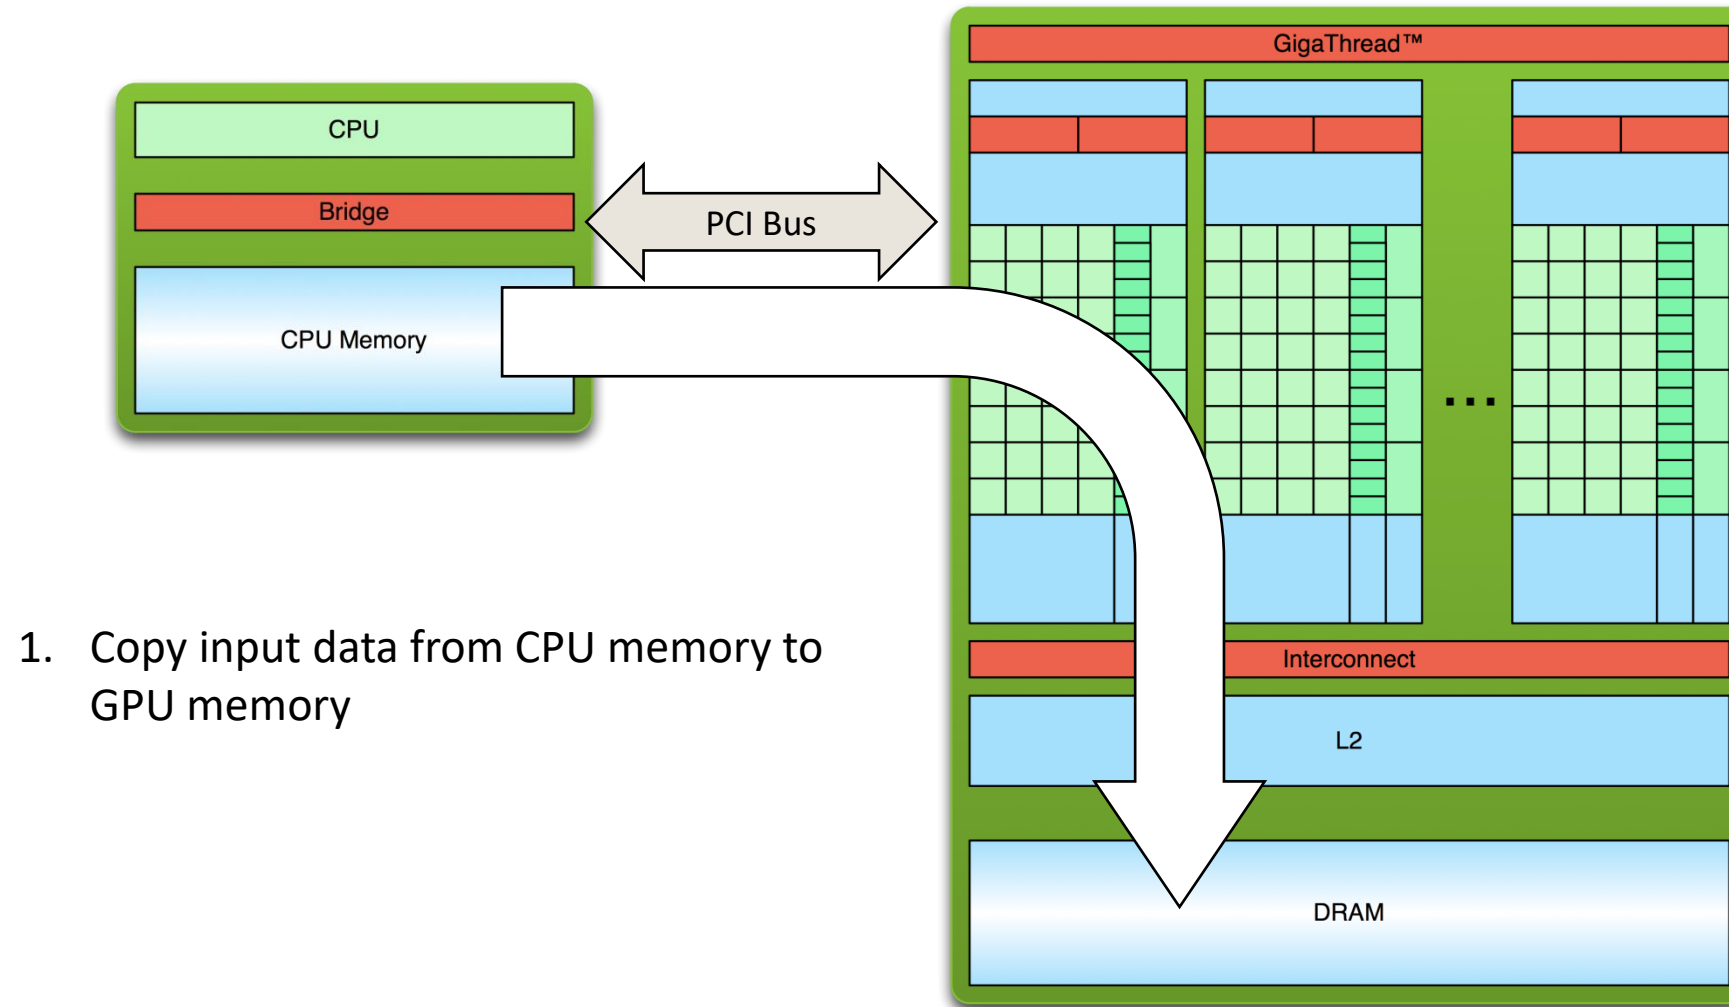 GigaThread™
CPU
Bridge
PCI Bus
CPU Memory
...
1. Copy input data from CPU memory to
GPU memory
Interconnect
L2
DRAM